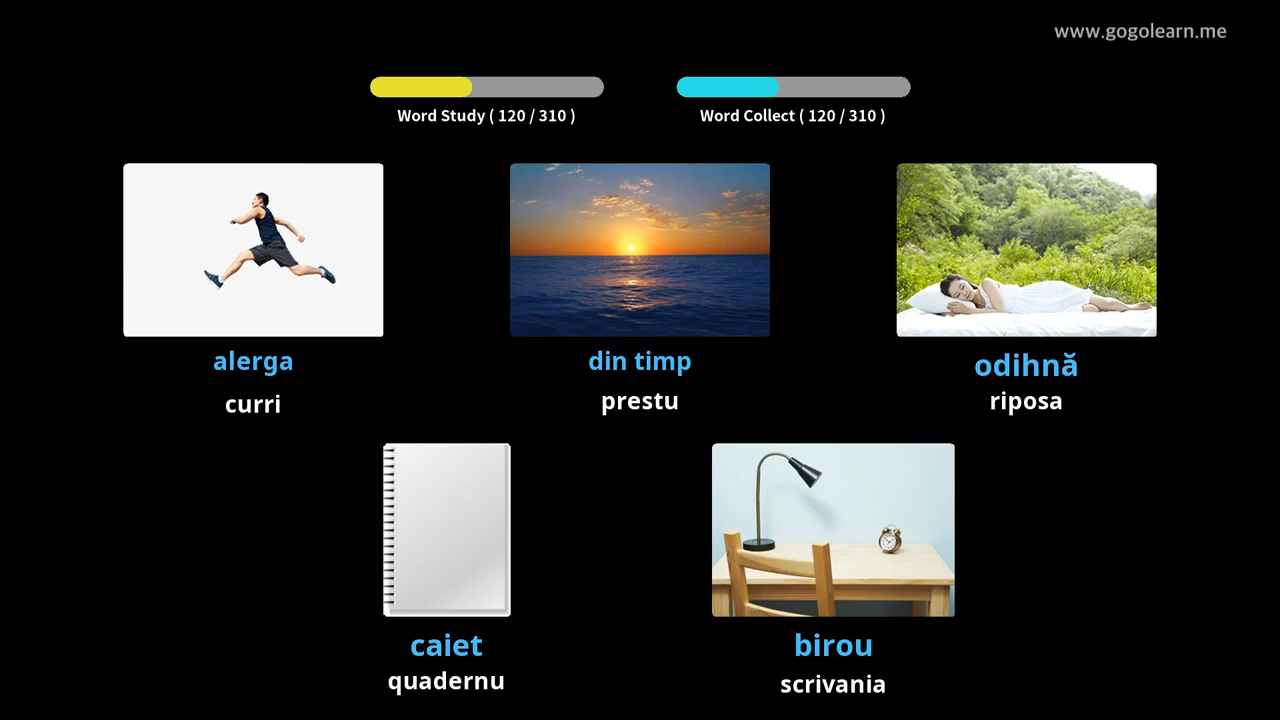 www.gogolearn.me
Word Study ( 120 / 310 )
Word Collect ( 120 / 310 )
alerga
curri
din timp
prestu
odihnă
riposa
caiet
quadernu
birou
scrivania